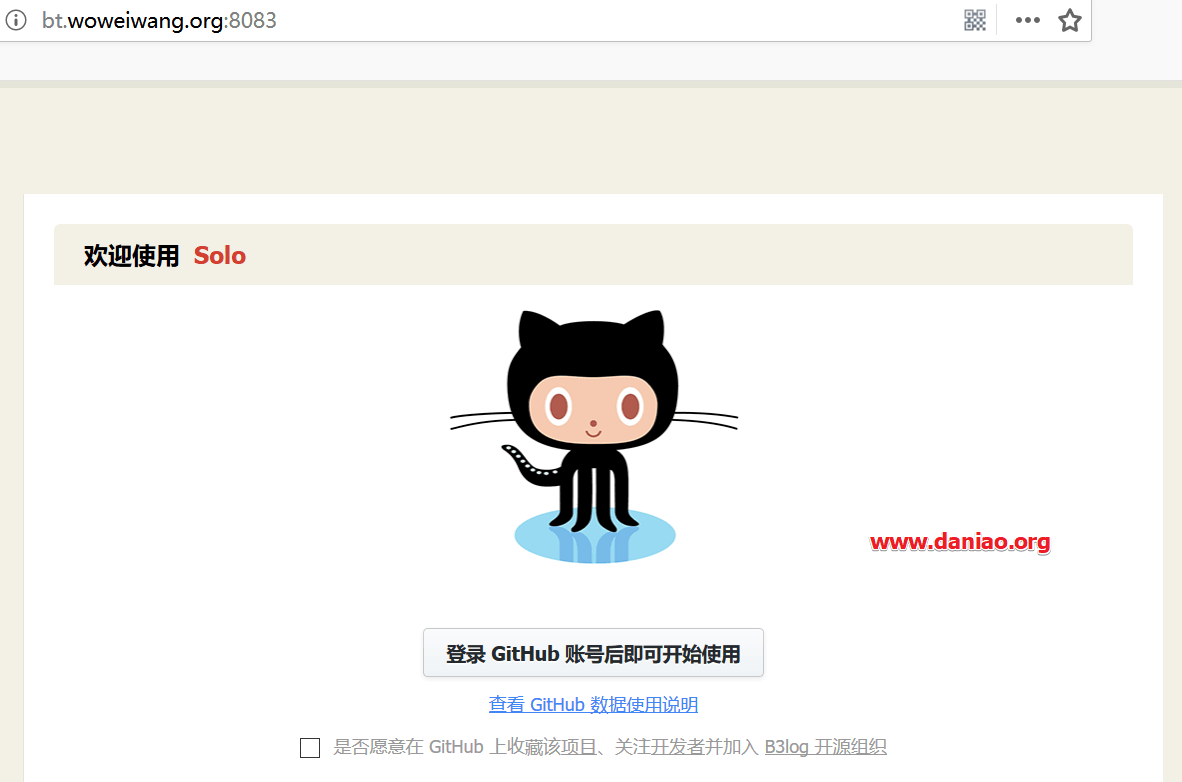 bt.woweiwang.org:8083
欢迎使用 Solo
www.daniao.org
登录 GitHub 账号后即可开始使用
查看 GitHub 数据使用说明
是否愿意在 GitHub 上收藏该项目、关注开发者并加入 B3log 开源组织